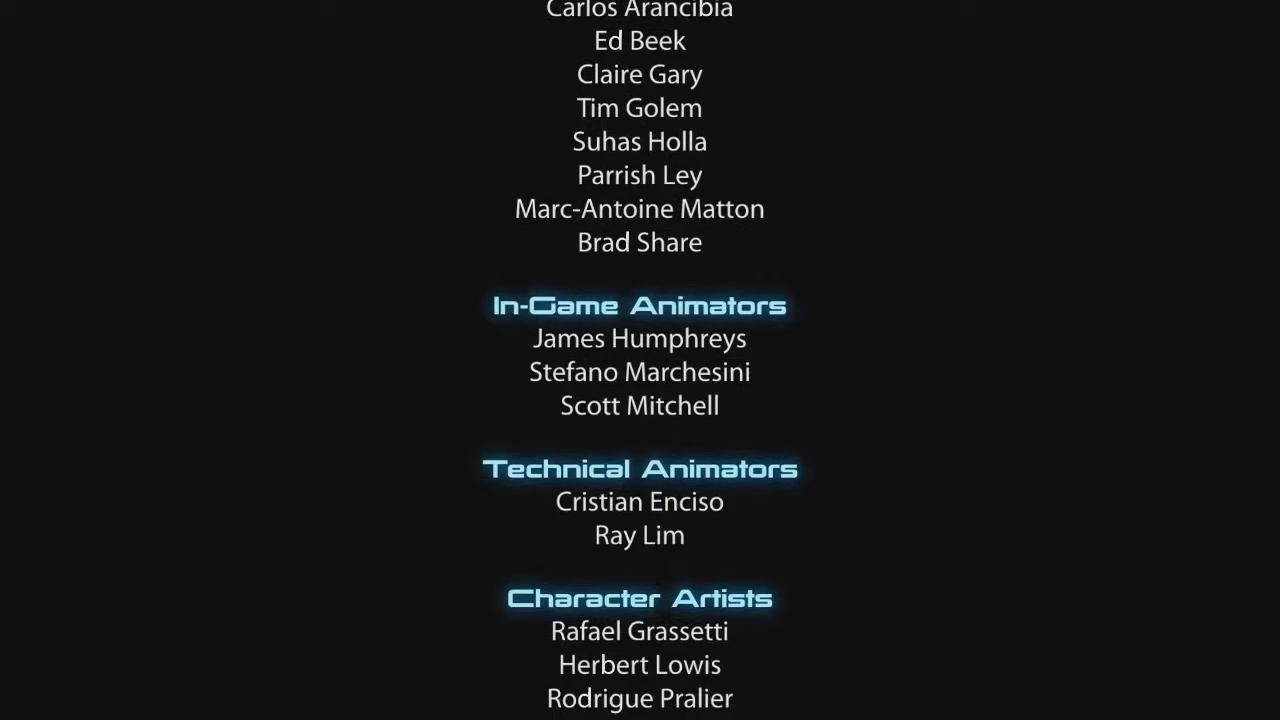 Carlos Arancibia
Ed Beek
Claire Gary
Tim Golem
Suhas Holla
Parrish Ley
Marc-Antoine Matton
Brad Share
In-Game Animators
James Humphreys
Stefano Marchesini
Scott Mitchell
Technical Animators
Cristian Enciso
Ray Lim
Character Artists
Rafael Grassetti
Herbert Lowis
Rodrigue Pralier